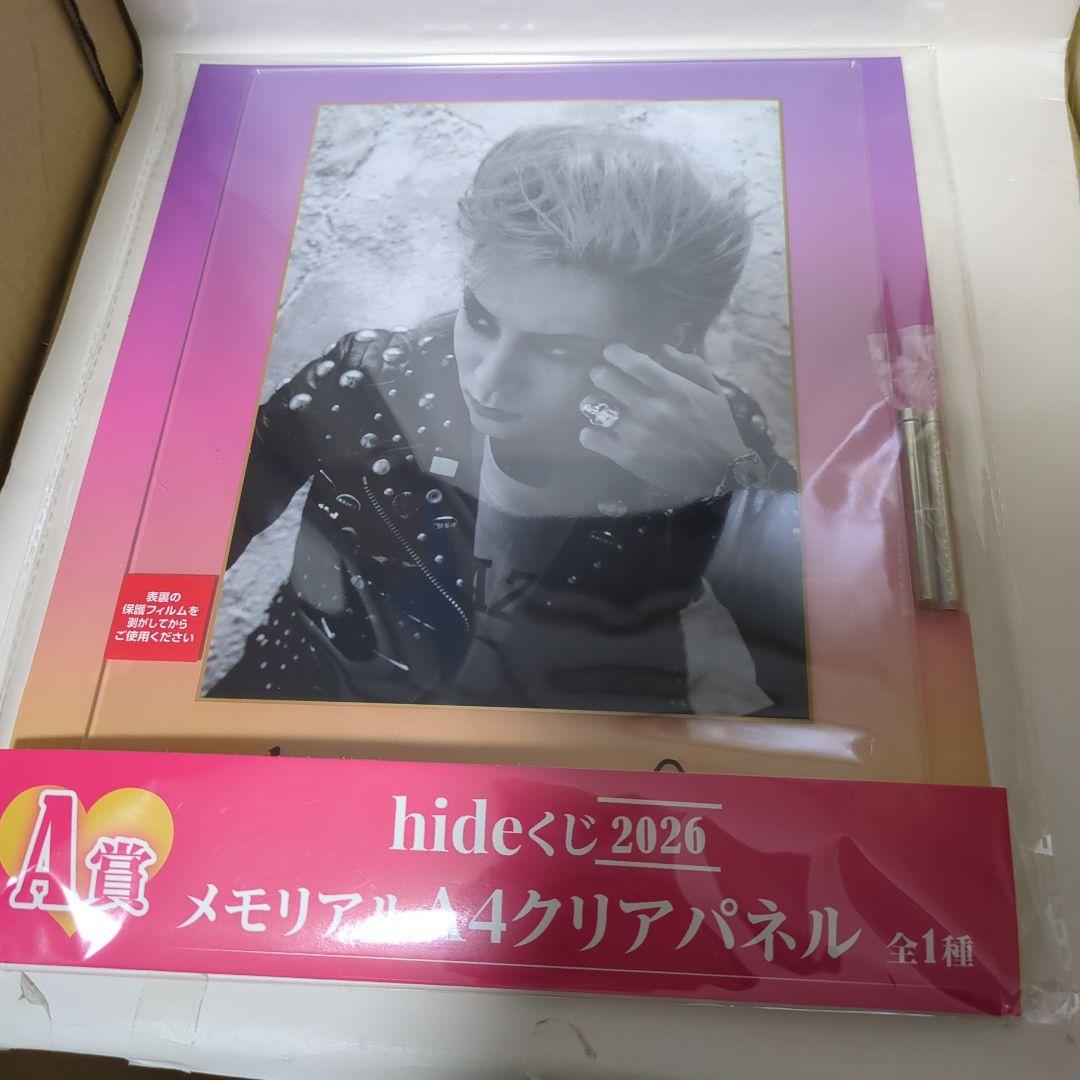 表裏の
保護フィルムを
剥がしてから
ご使用ください
A賞
hideくじ 2026
メモリアル A4クリアパネル 全1種